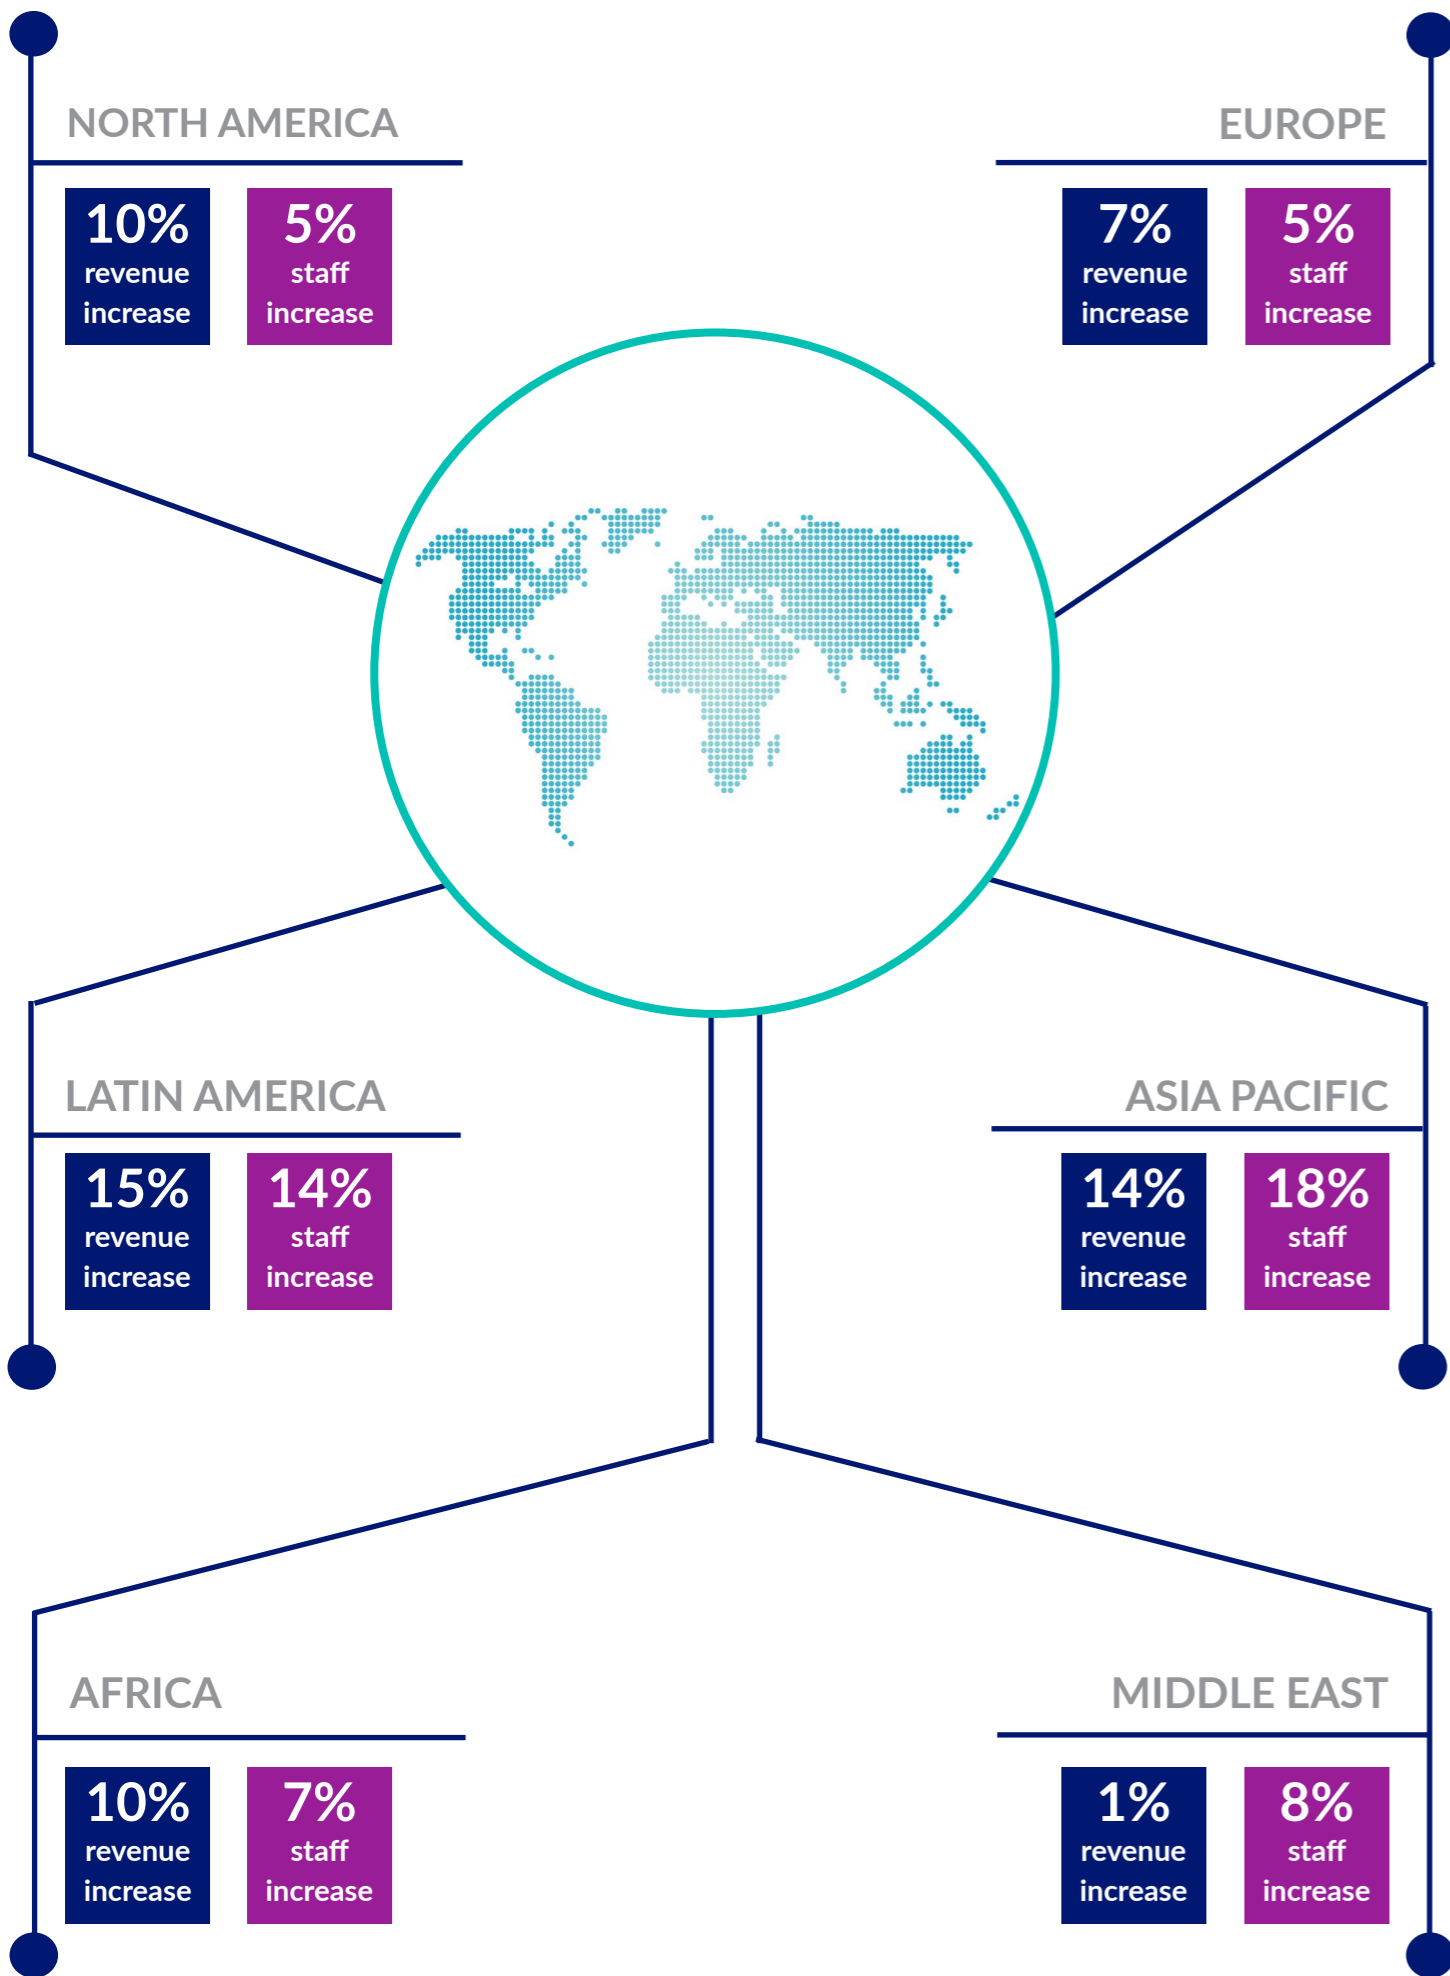 NORTH AMERICA
10%
revenue
increase
5%
staff
increase
EUROPE
7%
revenue
increase
5%
staff
increase
LATIN AMERICA
15%
revenue
increase
14%
staff
increase
ASIA PACIFIC
14%
revenue
increase
18%
staff
increase
AFRICA
10%
revenue
increase
7%
staff
increase
MIDDLE EAST
1%
revenue
increase
8%
staff
increase